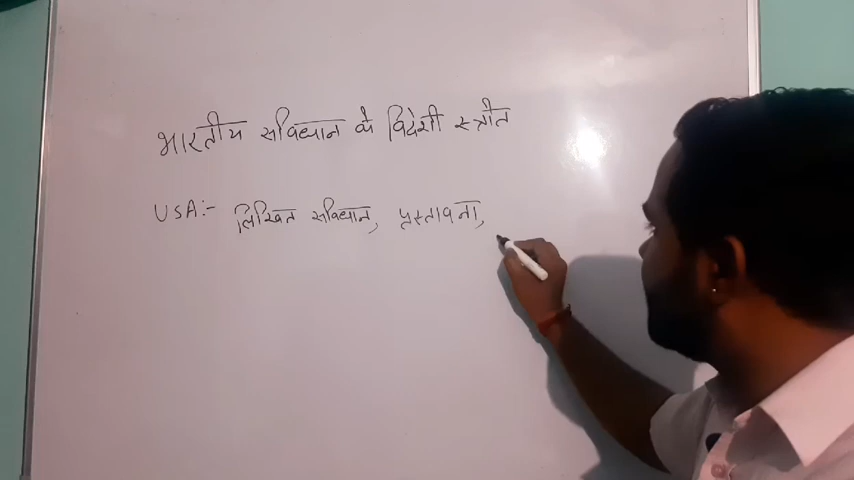 भारतीय संविधान के विदेशी स्त्रोत
USA:- लिखित संविधान, प्रस्तावना,